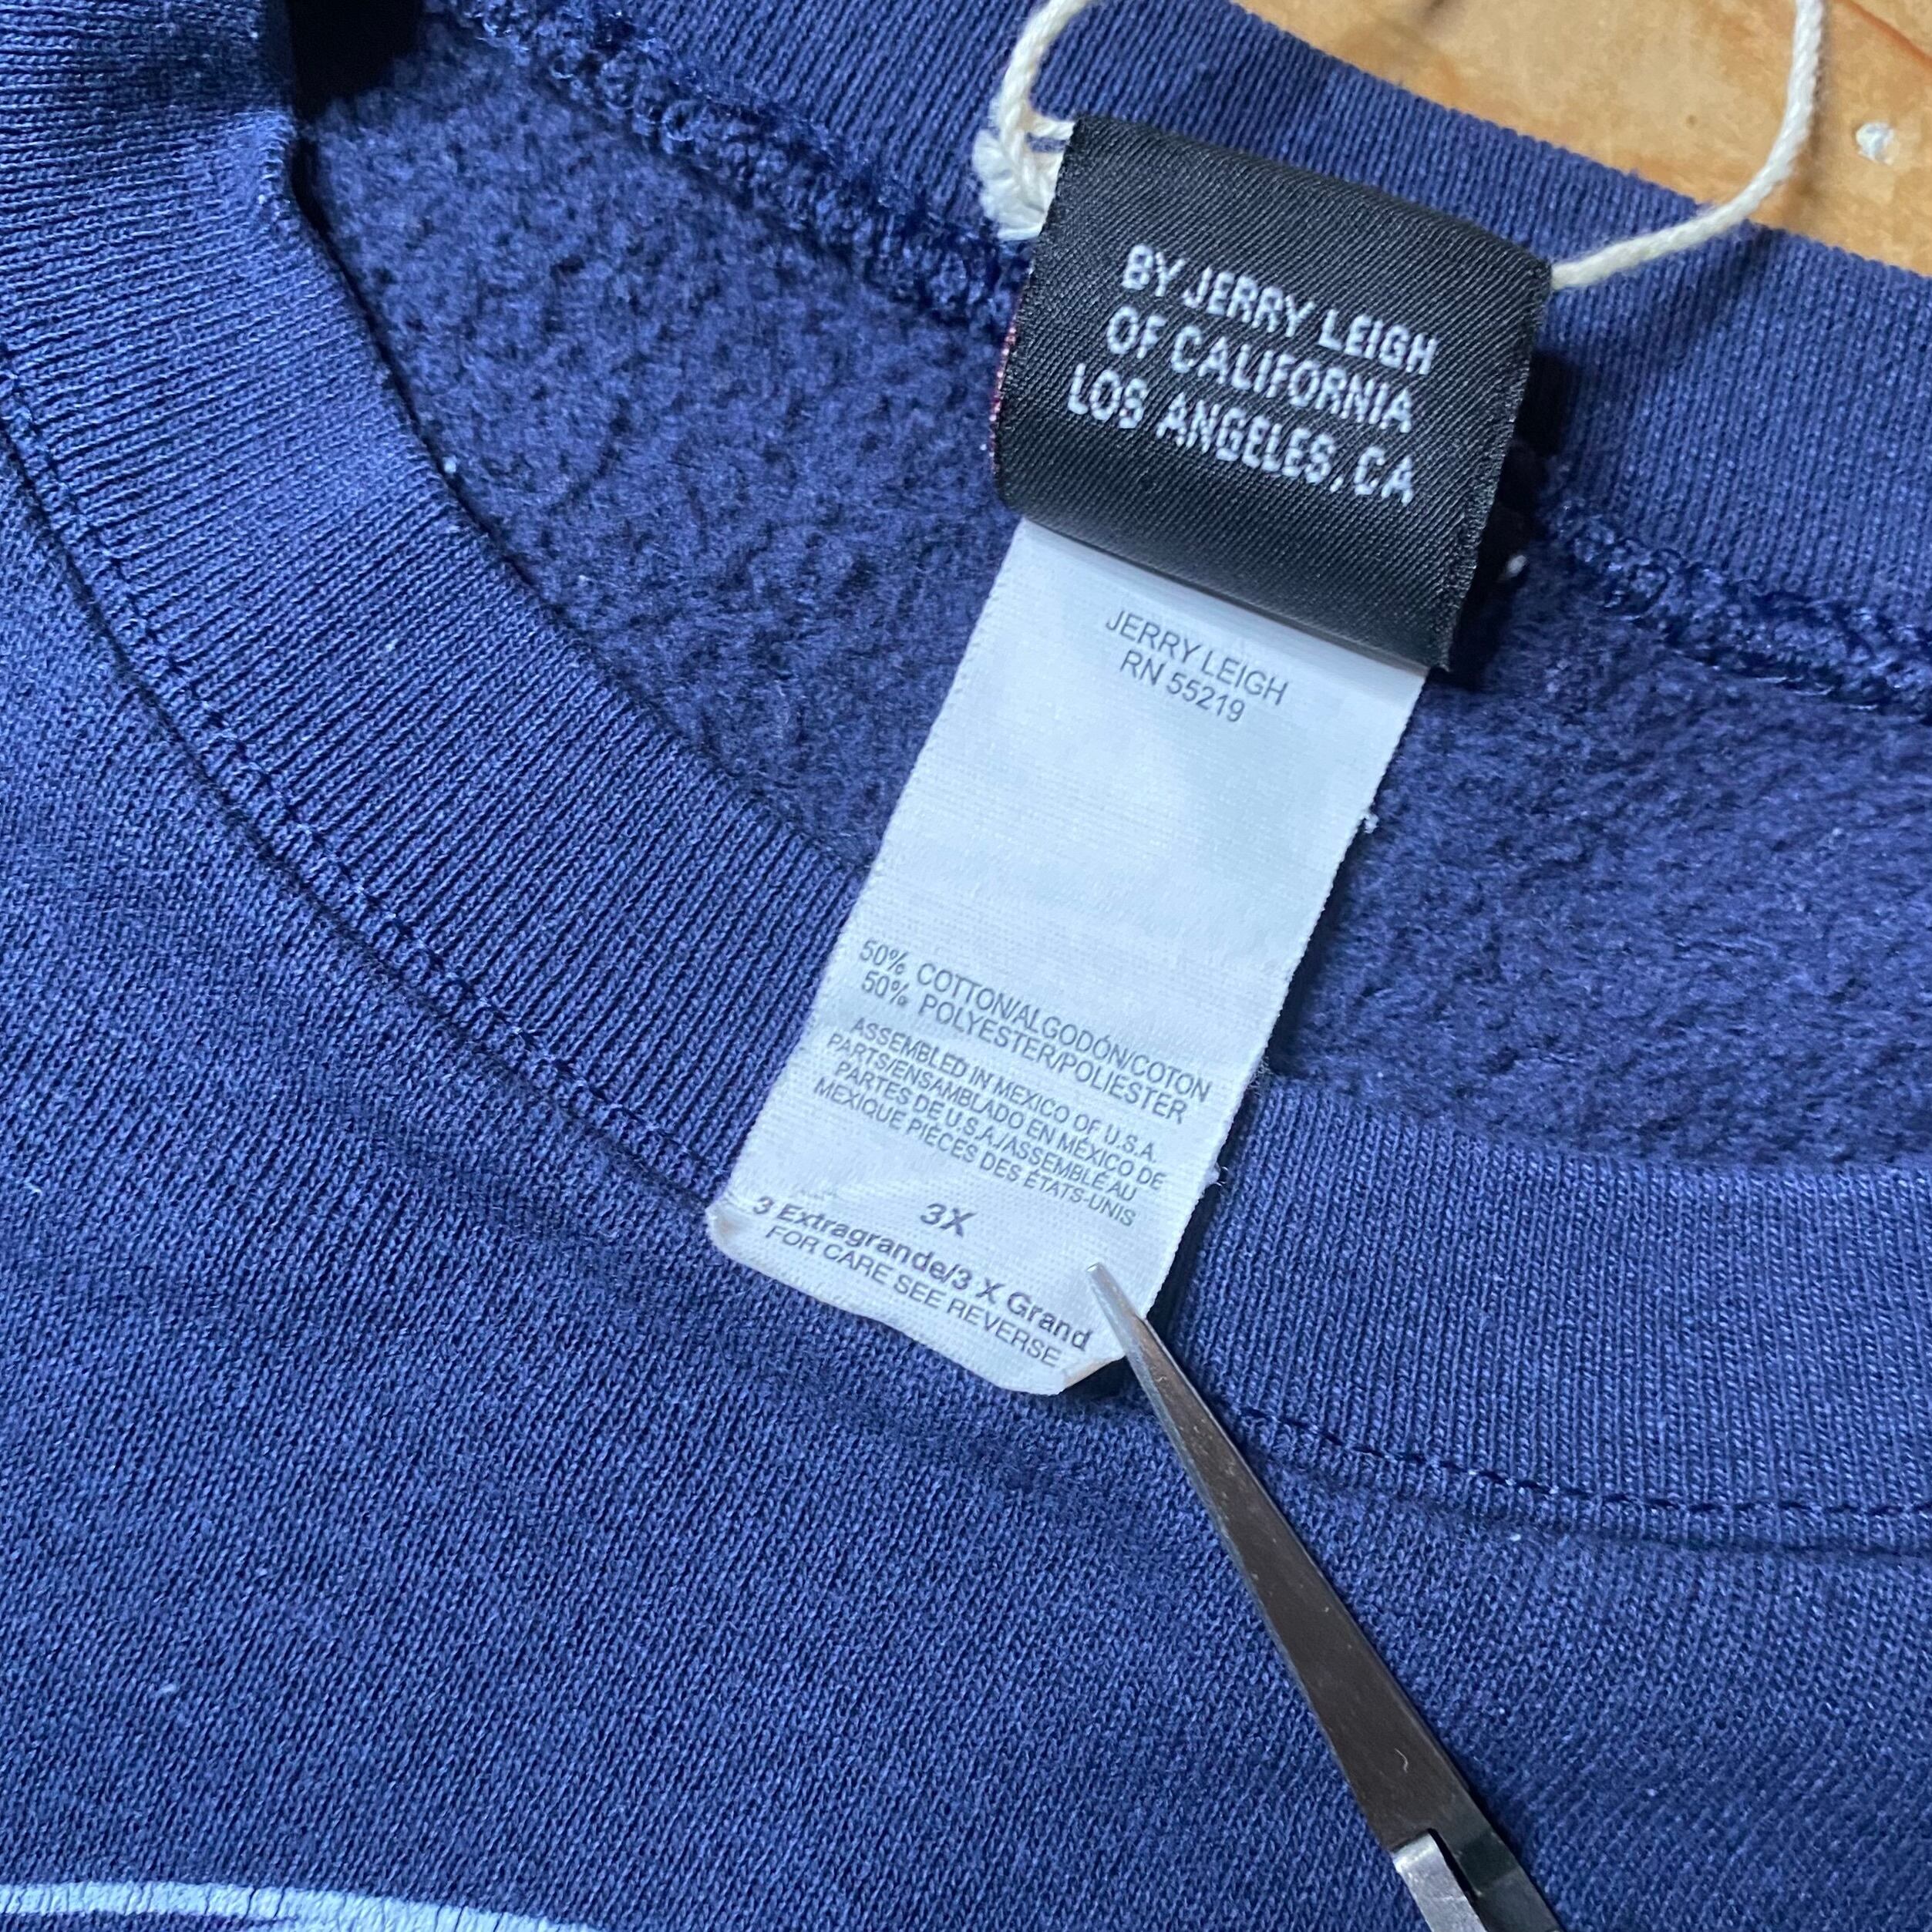 BY JERRY LEIGH
OF CALIFORNIA
LOS ANGELES, CA
JERRY LEIGH
RN 55219
50% COTTON/ALGODÓN/COTON
50% POLYESTER/POLIESTER
ASSEMBLED IN MEXICO OF U.S.A.
PARTS/ENSAMBLADO EN MÉXICO DE
PARTES DE U.S.A./ASSEMBLÉ AU
MEXIQUE PIÈCES DES ÉTATS-UNIS
3X
3 Extragrande/3 X Grand
FOR CARE SEE REVERSE